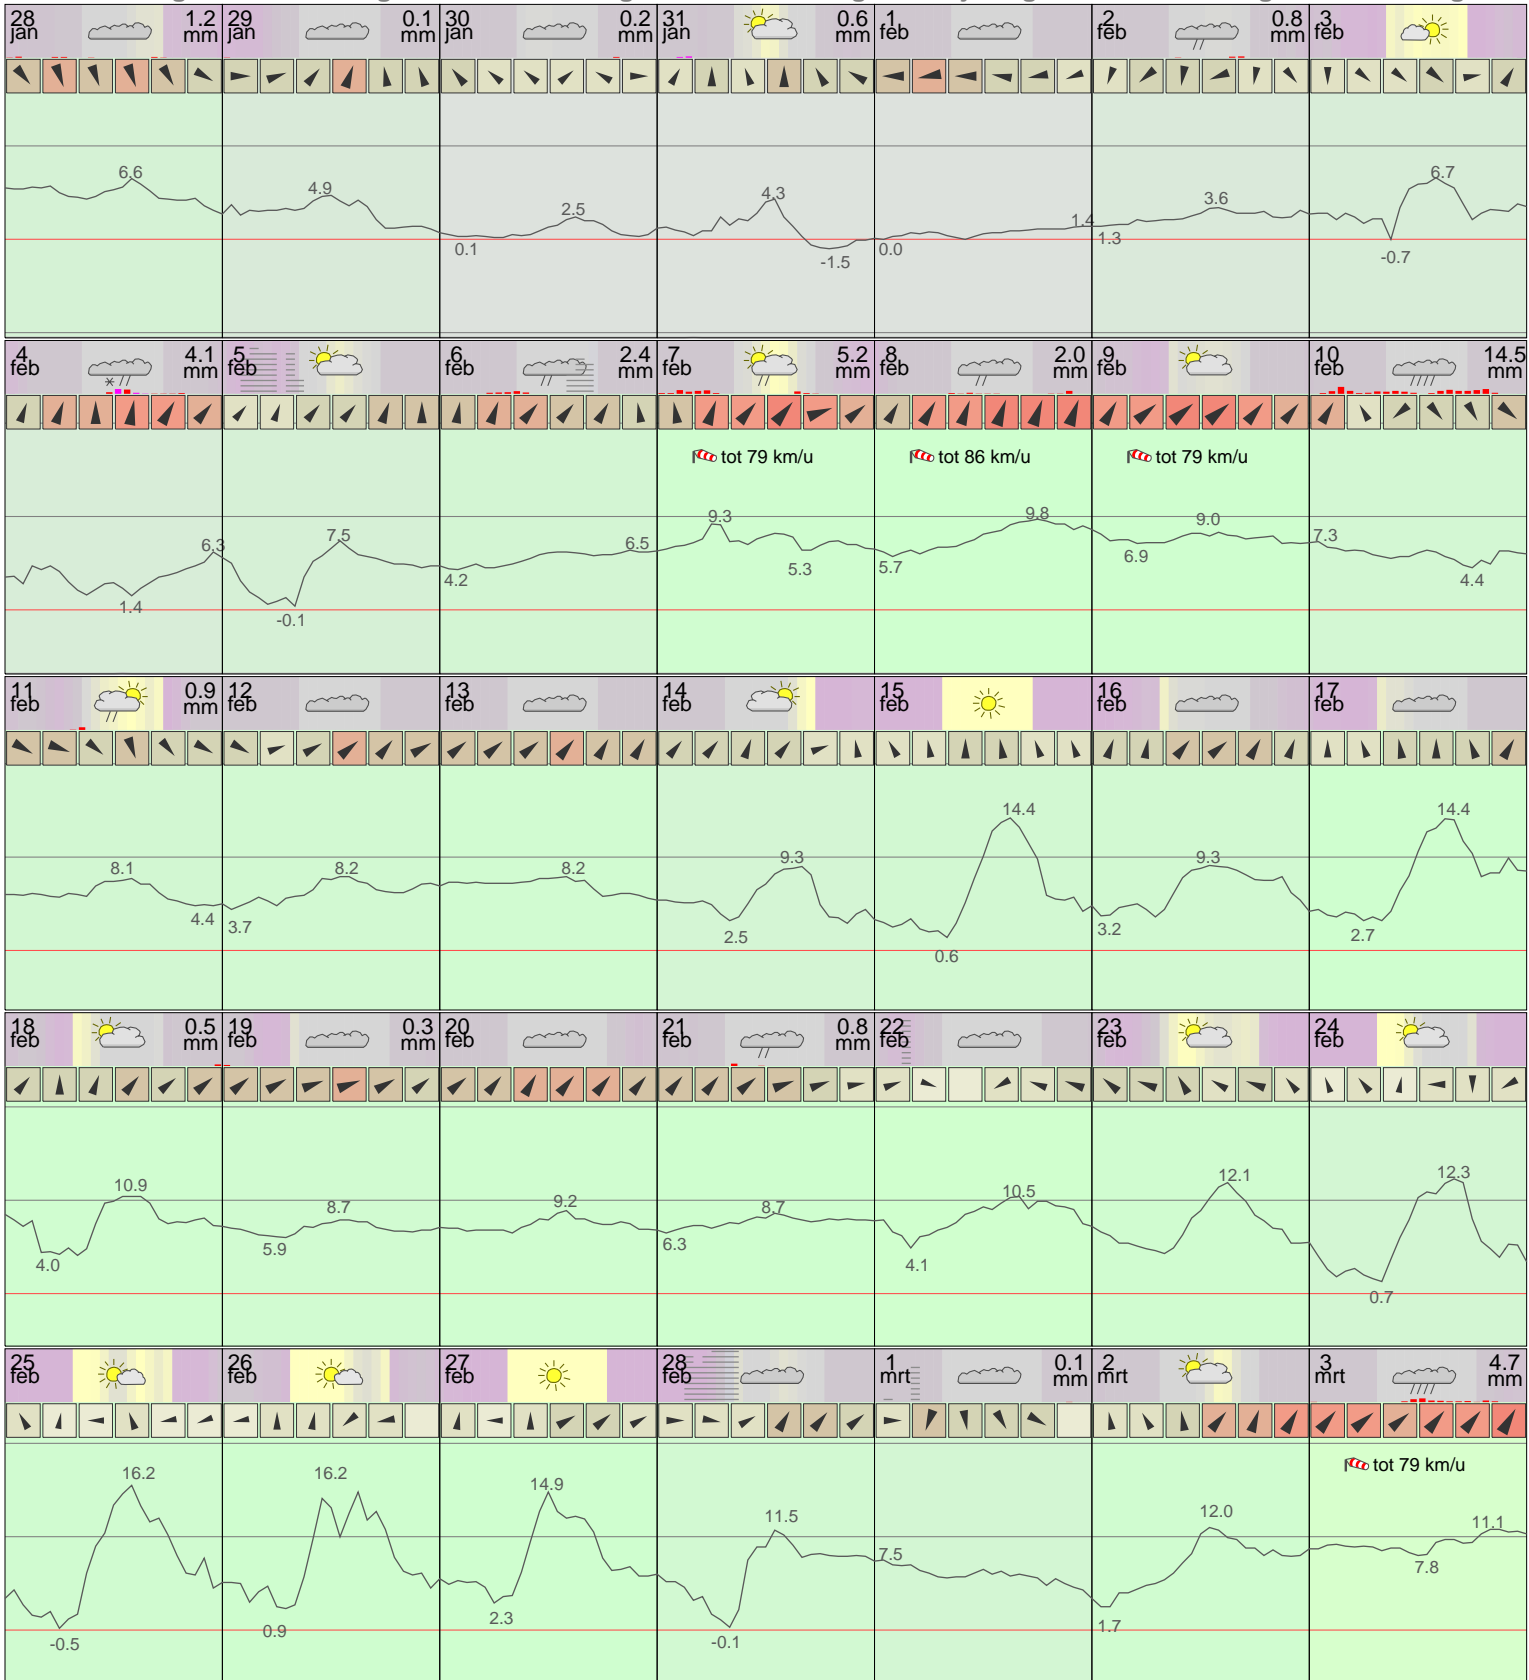 28
jan
1.2
mm
29
jan
0.1
mm
30
jan
0.2
mm
31
jan
0.6
mm
1
feb
2
feb
0.8
mm
3
feb
6.6
4.9
0.1
2.5
4.3
-1.5
0.0
1.4
1.3
3.6
-0.7
6.7
4
feb
4.1
mm
5
feb
6
feb
2.4
mm
7
feb
5.2
mm
8
feb
2.0
mm
9
feb
10
feb
14.5
mm
tot 79 km/u
tot 86 km/u
tot 79 km/u
1.4
6.3
-0.1
7.5
4.2
6.5
9.3
5.3
5.7
9.8
6.9
9.0
7.3
4.4
11
feb
0.9
mm
12
feb
13
feb
14
feb
15
feb
16
feb
17
feb
8.1
4.4
3.7
8.2
8.2
2.5
9.3
0.6
14.4
3.2
9.3
2.7
14.4
18
feb
0.5
mm
19
feb
0.3
mm
20
feb
21
feb
0.8
mm
22
feb
23
feb
24
feb
4.0
10.9
5.9
8.7
9.2
6.3
8.7
4.1
10.5
12.1
0.7
12.3
25
feb
26
feb
27
feb
28
feb
1
mrt
0.1
mm
2
mrt
3
mrt
4.7
mm
tot 79 km/u
-0.5
16.2
0.9
16.2
2.3
14.9
-0.1
11.5
7.5
1.7
12.0
7.8
11.1